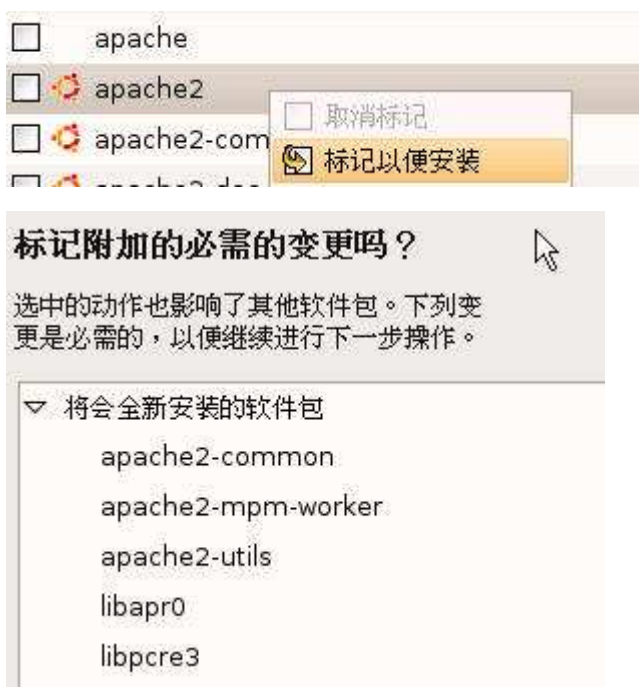 apache
apache2
取消标记
apache2-com
标记以便安装
标记附加的必需的变更吗？
选中的动作也影响了其他软件包。下列变
更是必需的，以便继续进行下一步操作。
将会全新安装的软件包
apache2-common
apache2-mpm-worker
apache2-utils
libapr0
libpcre3